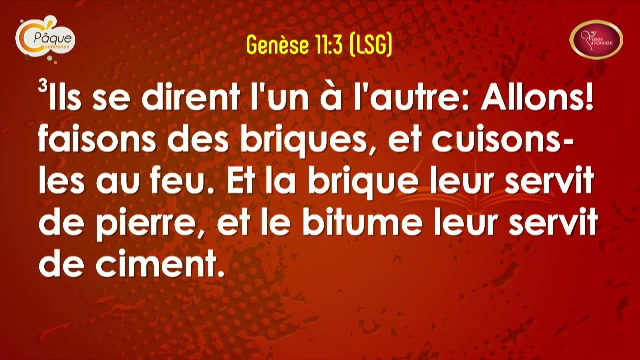 Pâque
Genèse 11:3 (LSG)
3Ils se dirent l'un à l'autre: Allons!
faisons des briques, et cuisons-
les au feu. Et la brique leur servit
de pierre, et le bitume leur servit
de ciment.